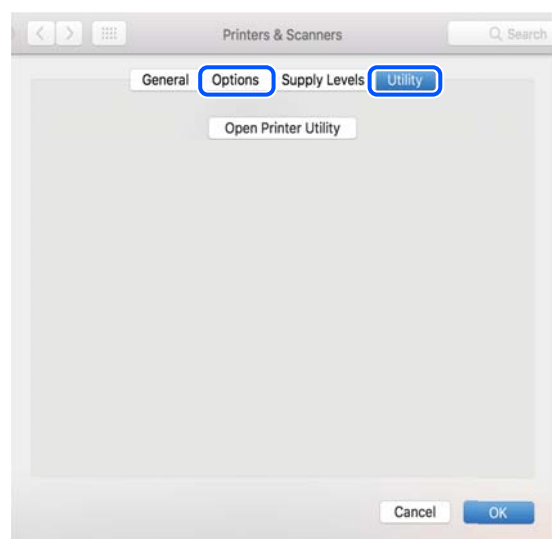 Printers & Scanners Search
General Options Supply Levels Utility
Open Printer Utility
Cancel OK